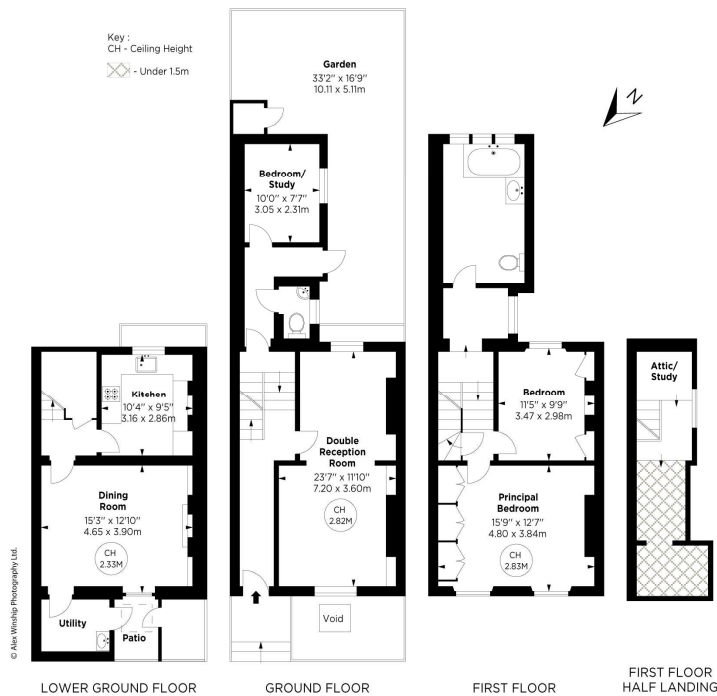 Key :
CH - Ceiling Height
- Under 1.5m
Garden
33'2" x 16'9"
10.11 x 5.11m
N
Bedroom/
Study
10'0" x 7'7"
3.05 x 2.31m
Kitchen
10'4" x 9'5"
3.16 x 2.86m
Dining
Room
15'3" x 12'10"
4.65 x 3.90m
CH
2.33M
Utility
Patio
Double
Reception
Room
23'7" x 11'10"
7.20 x 3.60m
CH
2.82M
Void
Bedroom
11'5" x 9'9"
3.47 x 2.98m
Principal
Bedroom
15'9" x 12'7"
4.80 x 3.84m
CH
2.83M
Attic/
Study
© Alex Winship Photography Ltd.
LOWER GROUND FLOOR
GROUND FLOOR
FIRST FLOOR
FIRST FLOOR
HALF LANDING